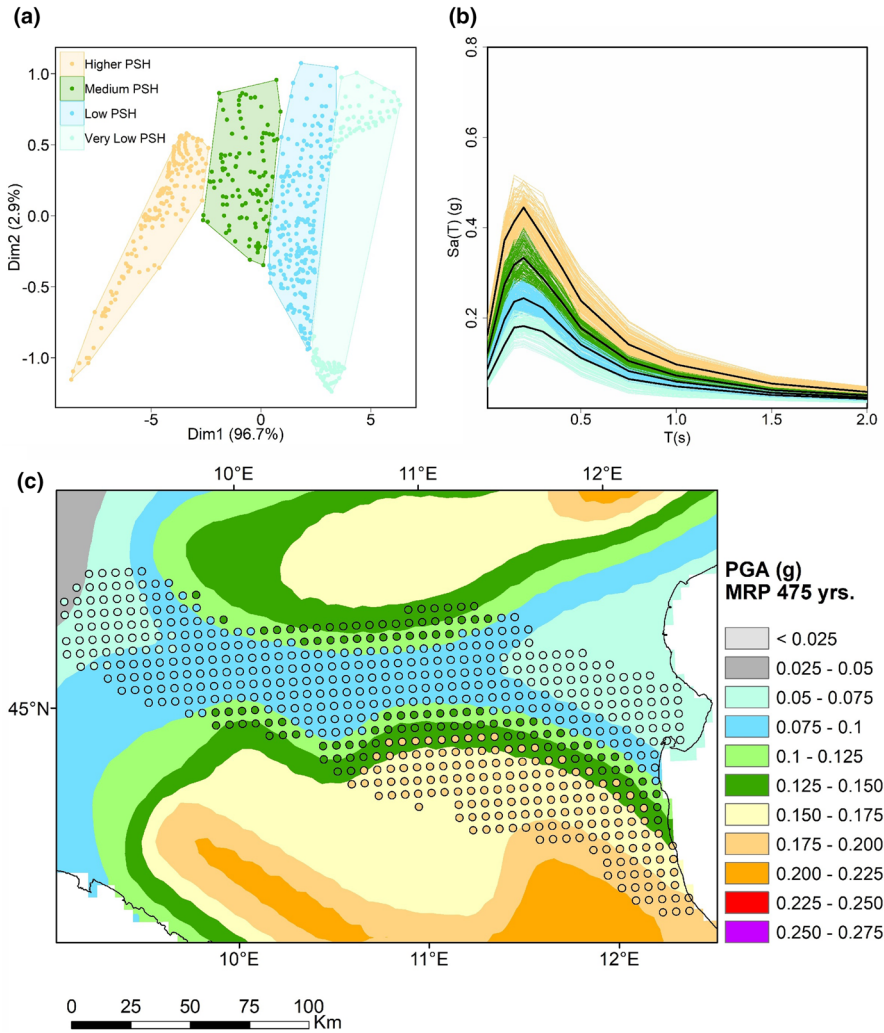 (a)
Higher PSH
Medium PSH
Low PSH
Very Low PSH
1.0
0.5
0.0
-0.5
-1.0
Dim2 (2.9%)
-5
0
5
Dim1 (96.7%)
(b)
0.8
0.6
0.4
0.2
Sa(T) (g)
0.5
1.0
1.5
2.0
T(s)
(c)
10°E
11°E
12°E
45°N
10°E
11°E
12°E
PGA (g)
MRP 475 yrs.
< 0.025
0.025 - 0.05
0.05 - 0.075
0.075 - 0.1
0.1 - 0.125
0.125 - 0.150
0.150 - 0.175
0.175 - 0.200
0.200 - 0.225
0.225 - 0.250
0.250 - 0.275
0 25 50 75 100
Km